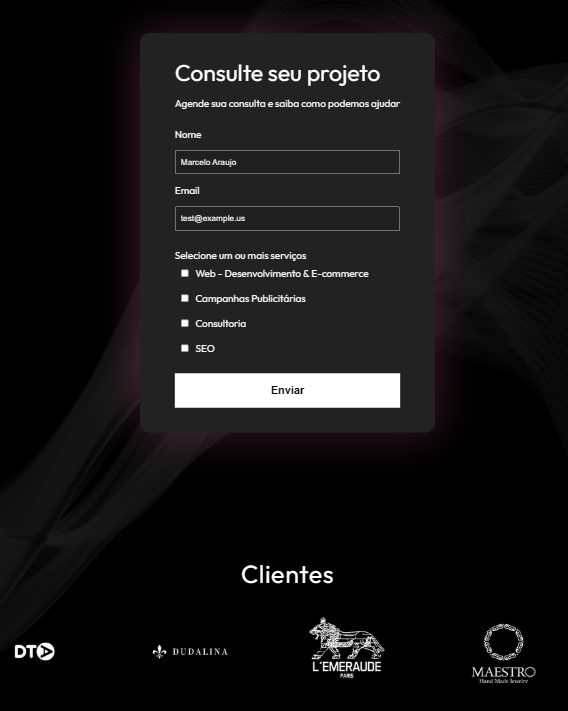 Consulte seu projeto
Agende sua consulta e saiba como podemos ajudar
Nome
Marcelo Araujo
Email
test@example.us
Selecione um ou mais serviços
Web - Desenvolvimento & E-commerce
Campanhas Publicitárias
Consultoria
SEO
Enviar
Clientes
DT
DUDALINA
L´EMERAUDE
PARIS
MAESTRO
Hand Made Jewelry